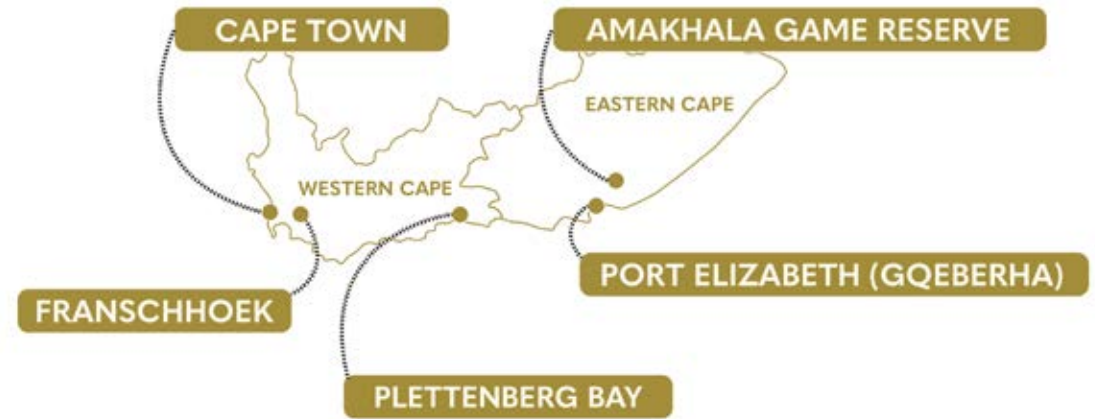 CAPE TOWN
AMAKHALA GAME RESERVE
EASTERN CAPE
WESTERN CAPE
PORT ELIZABETH (GQEBERHA)
FRANSCHHOEK
PLETTENBERG BAY